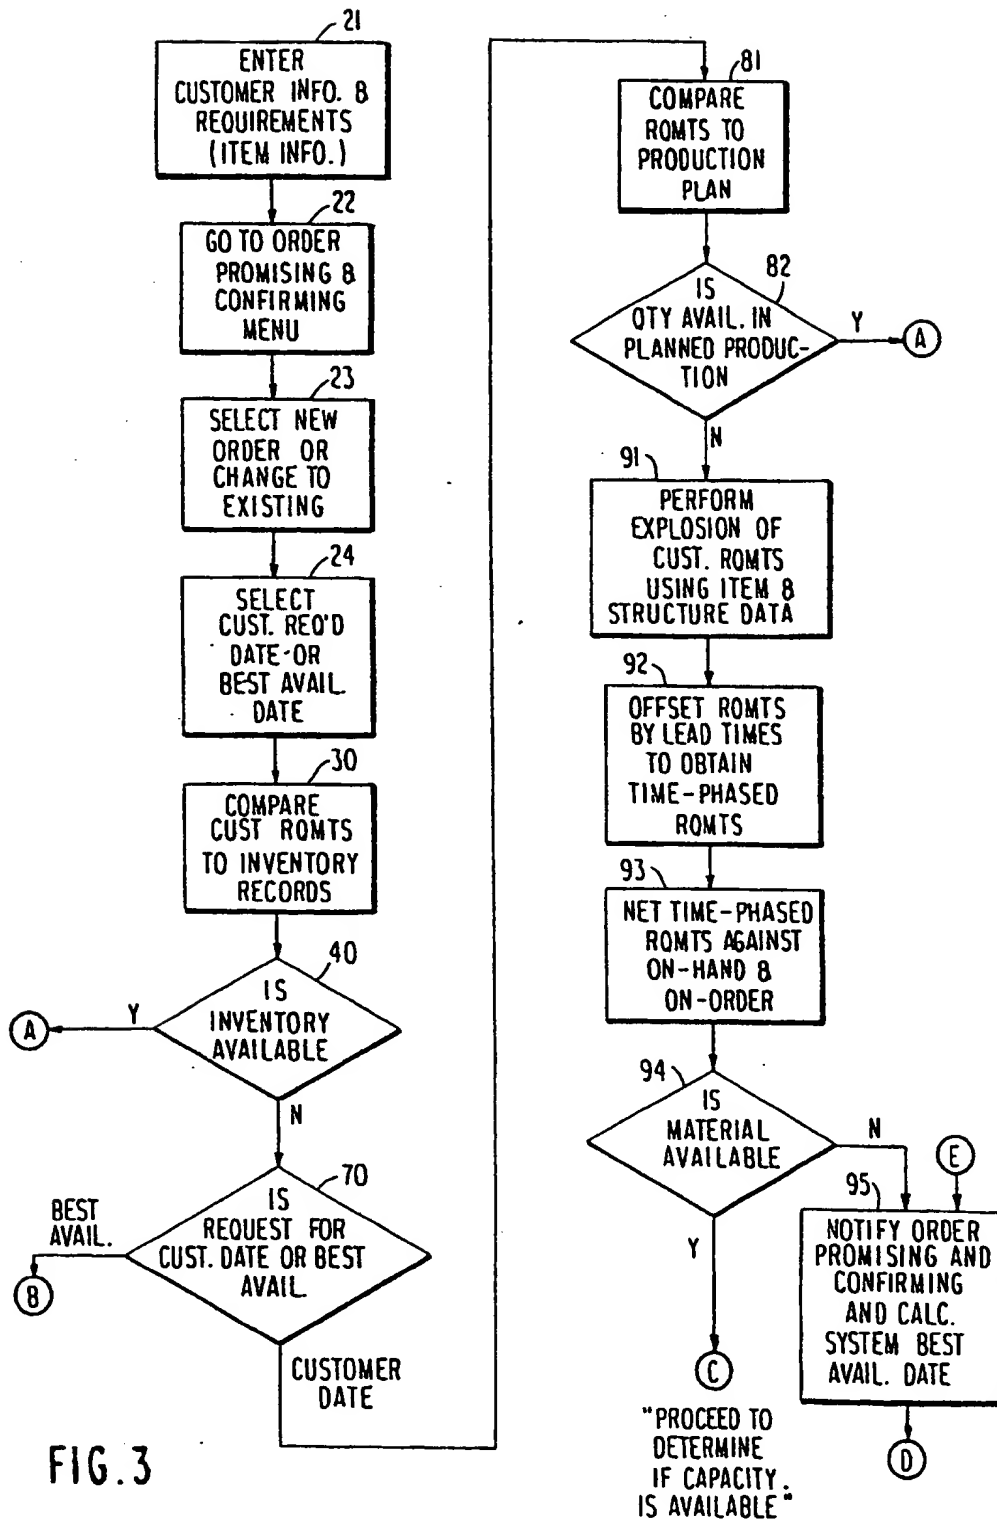 21
ENTER
CUSTOMER INFO. &
REQUIREMENTS
(ITEM INFO.)
22
GO TO ORDER
PROMISING &
CONFIRMING
MENU
23
SELECT NEW
ORDER OR
CHANGE TO
EXISTING
24
SELECT
CUST. REQ'D
DATE OR
BEST AVAIL.
DATE
30
COMPARE
CUST RQMTS
TO INVENTORY
RECORDS
40
IS
INVENTORY
AVAILABLE
Y
A
N
70
IS
REQUEST FOR
CUST. DATE OR BEST
AVAIL.
BEST
AVAIL.
B
CUSTOMER
DATE
81
COMPARE
RQMTS TO
PRODUCTION
PLAN
82
IS
QTY AVAIL. IN
PLANNED PRODUC-
TION
Y
A
N
91
PERFORM
EXPLOSION OF
CUST. RQMTS
USING ITEM &
STRUCTURE DATA
92
OFFSET RQMTS
BY LEAD TIMES
TO OBTAIN
TIME-PHASED
RQMTS
93
NET TIME-PHASED
RQMTS AGAINST
ON-HAND &
ON-ORDER
94
IS
MATERIAL
AVAILABLE
N
E
95
NOTIFY ORDER
PROMISING AND
CONFIRMING
AND CALC.
SYSTEM BEST
AVAIL. DATE
D
Y
C
"PROCEED TO
DETERMINE
IF CAPACITY.
IS AVAILABLE"
FIG.3